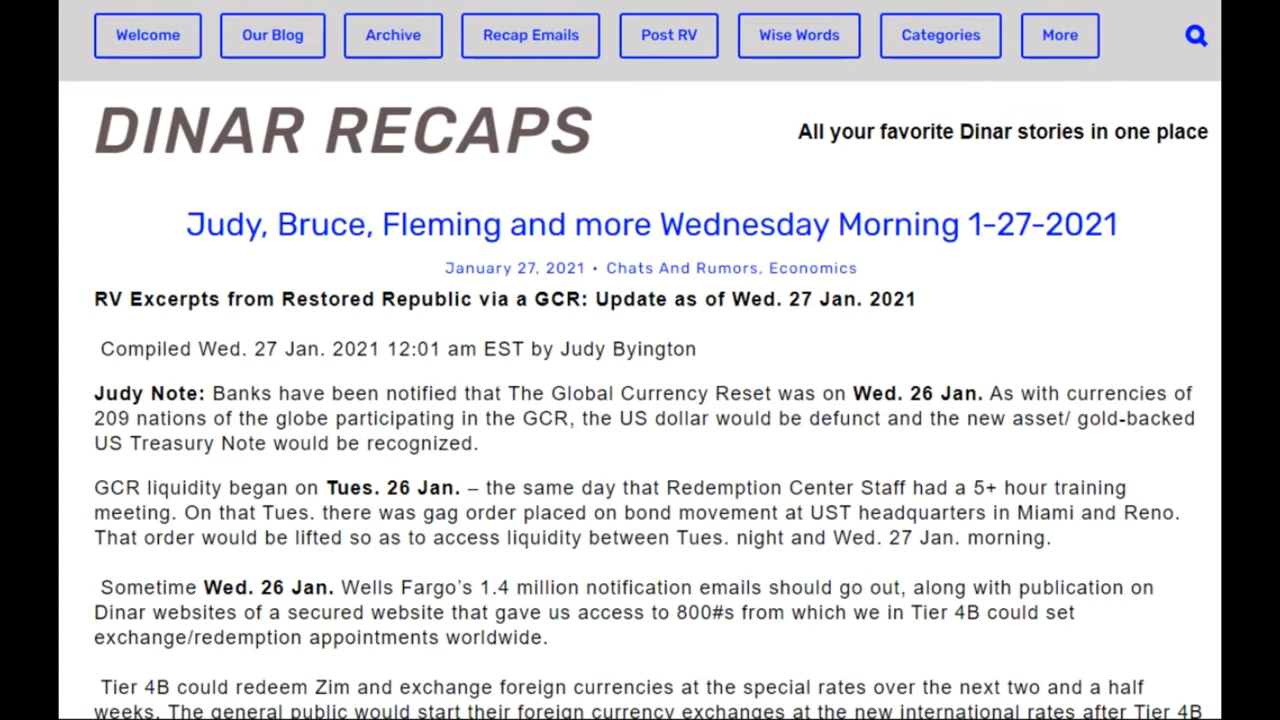 Welcome
Our Blog
Archive
Recap Emails
Post RV
Wise Words
Categories
More
DINAR RECAPS
All your favorite Dinar stories in one place
Judy, Bruce, Fleming and more Wednesday Morning 1-27-2021
January 27, 2021 • Chats And Rumors, Economics
RV Excerpts from Restored Republic via a GCR: Update as of Wed. 27 Jan. 2021
Compiled Wed. 27 Jan. 2021 12:01 am EST by Judy Byington
Judy Note: Banks have been notified that The Global Currency Reset was on Wed. 26 Jan. As with currencies of
209 nations of the globe participating in the GCR, the US dollar would be defunct and the new asset/ gold-backed
US Treasury Note would be recognized.
GCR liquidity began on Tues. 26 Jan. – the same day that Redemption Center Staff had a 5+ hour training
meeting. On that Tues. there was gag order placed on bond movement at UST headquarters in Miami and Reno.
That order would be lifted so as to access liquidity between Tues. night and Wed. 27 Jan. morning.
Sometime Wed. 26 Jan. Wells Fargo’s 1.4 million notification emails should go out, along with publication on
Dinar websites of a secured website that gave us access to 800#s from which we in Tier 4B could set
exchange/redemption appointments worldwide.
Tier 4B could redeem Zim and exchange foreign currencies at the special rates over the next two and a half
weeks. The general public would start their foreign currency exchanges at the new international rates after Tier 4B